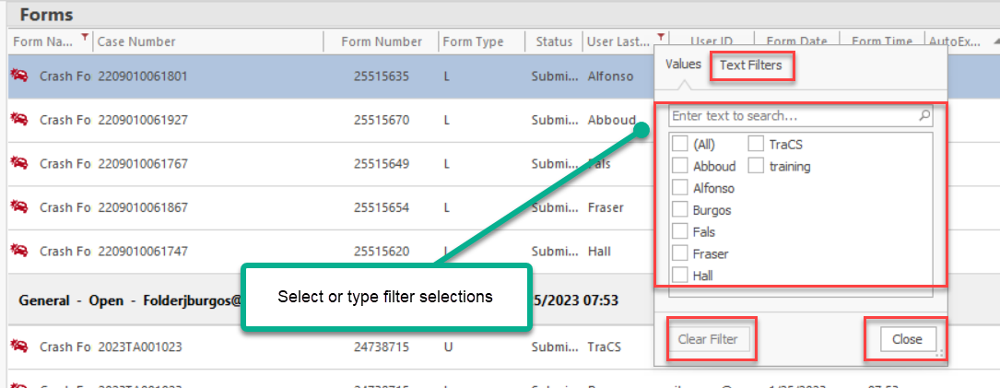 Forms
Form Na... Case Number Form Number Form Type Status User Last... User ID Form Date Form Time AutoEx...
Crash Fo 2209010061801 25515635 L Submi... Alfonso
Crash Fo 2209010061927 25515670 L Submi... Abboud
Crash Fo 2209010061767 25515649 L Submi... Fals
Crash Fo 2209010061867 25515654 L Submi... Fraser
Crash Fo 2209010061747 25515620 L Submi... Hall
General - Open - Folderjburgos@ 5/2023 07:53
Crash Fo 2023TA001023 24738715 U Submi... TraCS
Values Text Filters
Enter text to search...
(All) TraCS
Abboud training
Alfonso
Burgos
Fals
Fraser
Hall
Clear Filter Close
Select or type filter selections